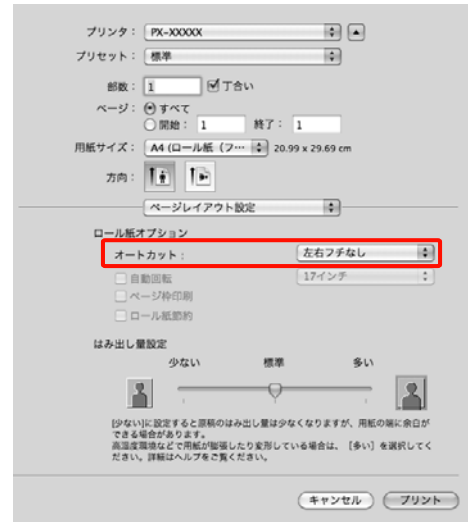 プリンタ： PX-XXXXX
プリセット： 標準
部数： 1 丁合い
ページ： すべて
開始： 1 終了： 1
用紙サイズ： A4 (ロール紙（フ… 20.99 x 29.69 cm
方向：
ページレイアウト設定
ロール紙オプション
オートカット： 左右フチなし
自動回転 17インチ
ページ枠印刷
ロール紙節約
はみ出し量設定
少ない 標準 多い
[少ない]に設定すると原稿のはみ出し量は少なくなりますが、用紙の端に余白が
できる場合があります。
高温度環境などで用紙が膨張したり変形している場合は、［多い］を選択してく
ださい。詳細はヘルプをご覧ください。
キャンセル プリント